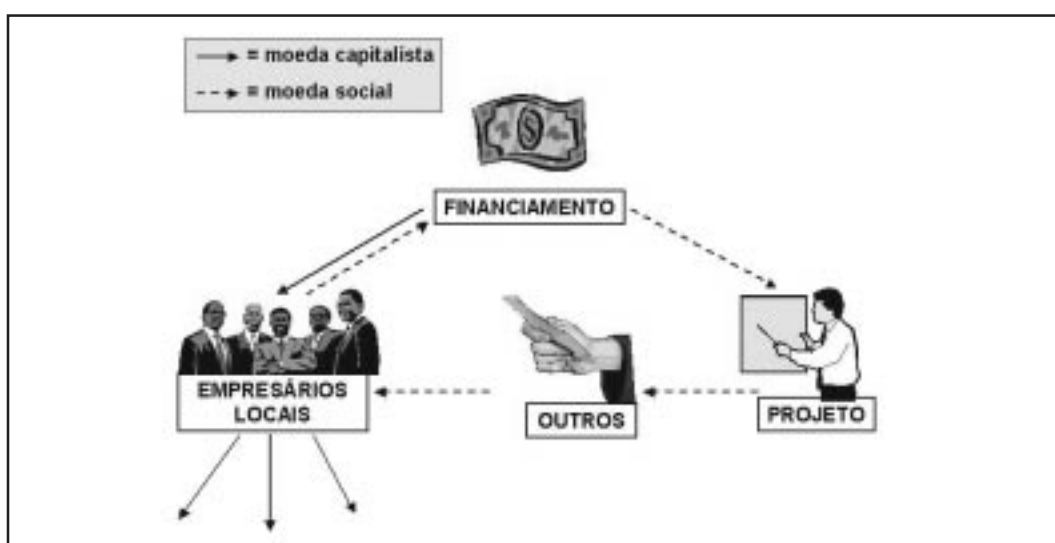 = moeda capitalista
= moeda social
$
FINANCIAMENTO
EMPRESÁRIOS
LOCAIS
OUTROS
PROJETO